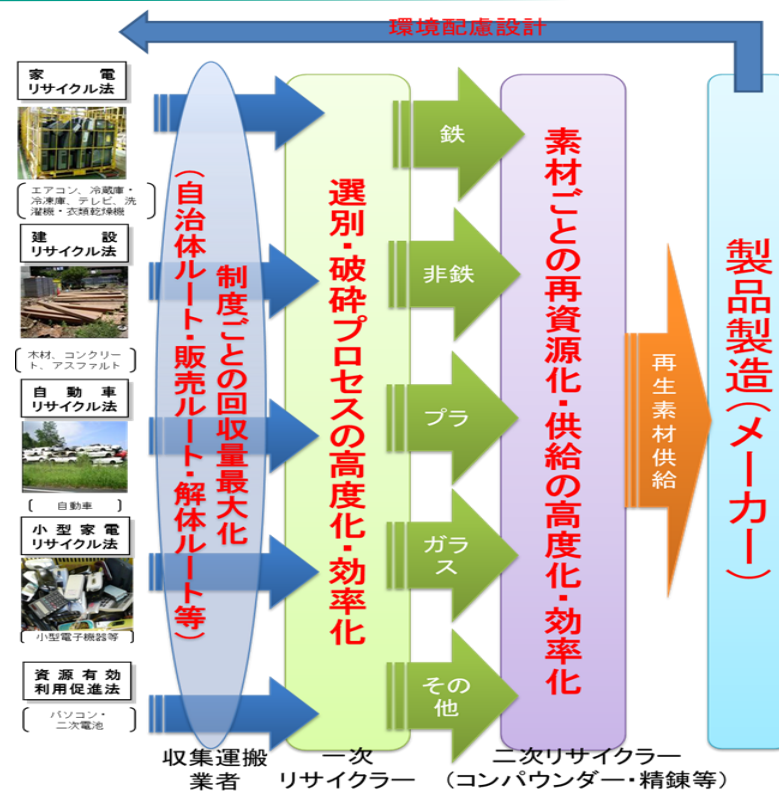 環境配慮設計
家電
リサイクル法
エアコン、冷蔵庫・
冷凍庫、テレビ、洗
濯機・衣類乾燥機
建設
リサイクル法
木材、コンクリー
ト、アスファルト
自動車
リサイクル法
自動車
小型家電
リサイクル法
小型電子機器等
資源有効
利用促進法
パソコン・
二次電池
制度ごとの回収量最大化
（自治体ルート・販売ルート・解体ルート等）
収集運搬
業者
選別・破砕プロセスの高度化・効率化
一次
リサイクラー
鉄
非鉄
プラ
ガラ
ス
その
他
素材ごとの再資源化・供給の高度化・効率化
二次リサイクラー
（コンパウンダー・精錬等）
再生素材供給
製品製造（メーカー）